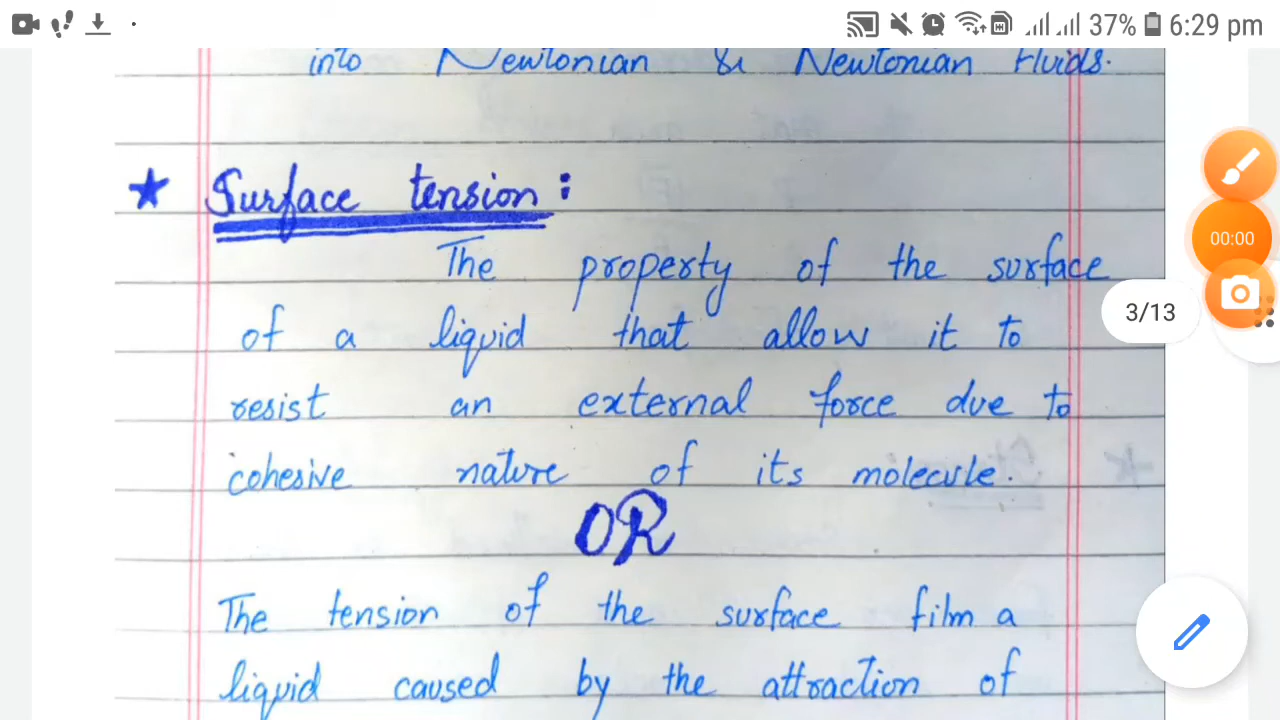 37% 6:29 pm
into Newtonian & Newtonian Fluids.
★ Surface tension :
The property of the surface
of a liquid that allow it to
00:00
3/13
resist an external force due to
cohesive nature of its molecule.
OR
The tension of the surface film a
liquid caused by the attraction of